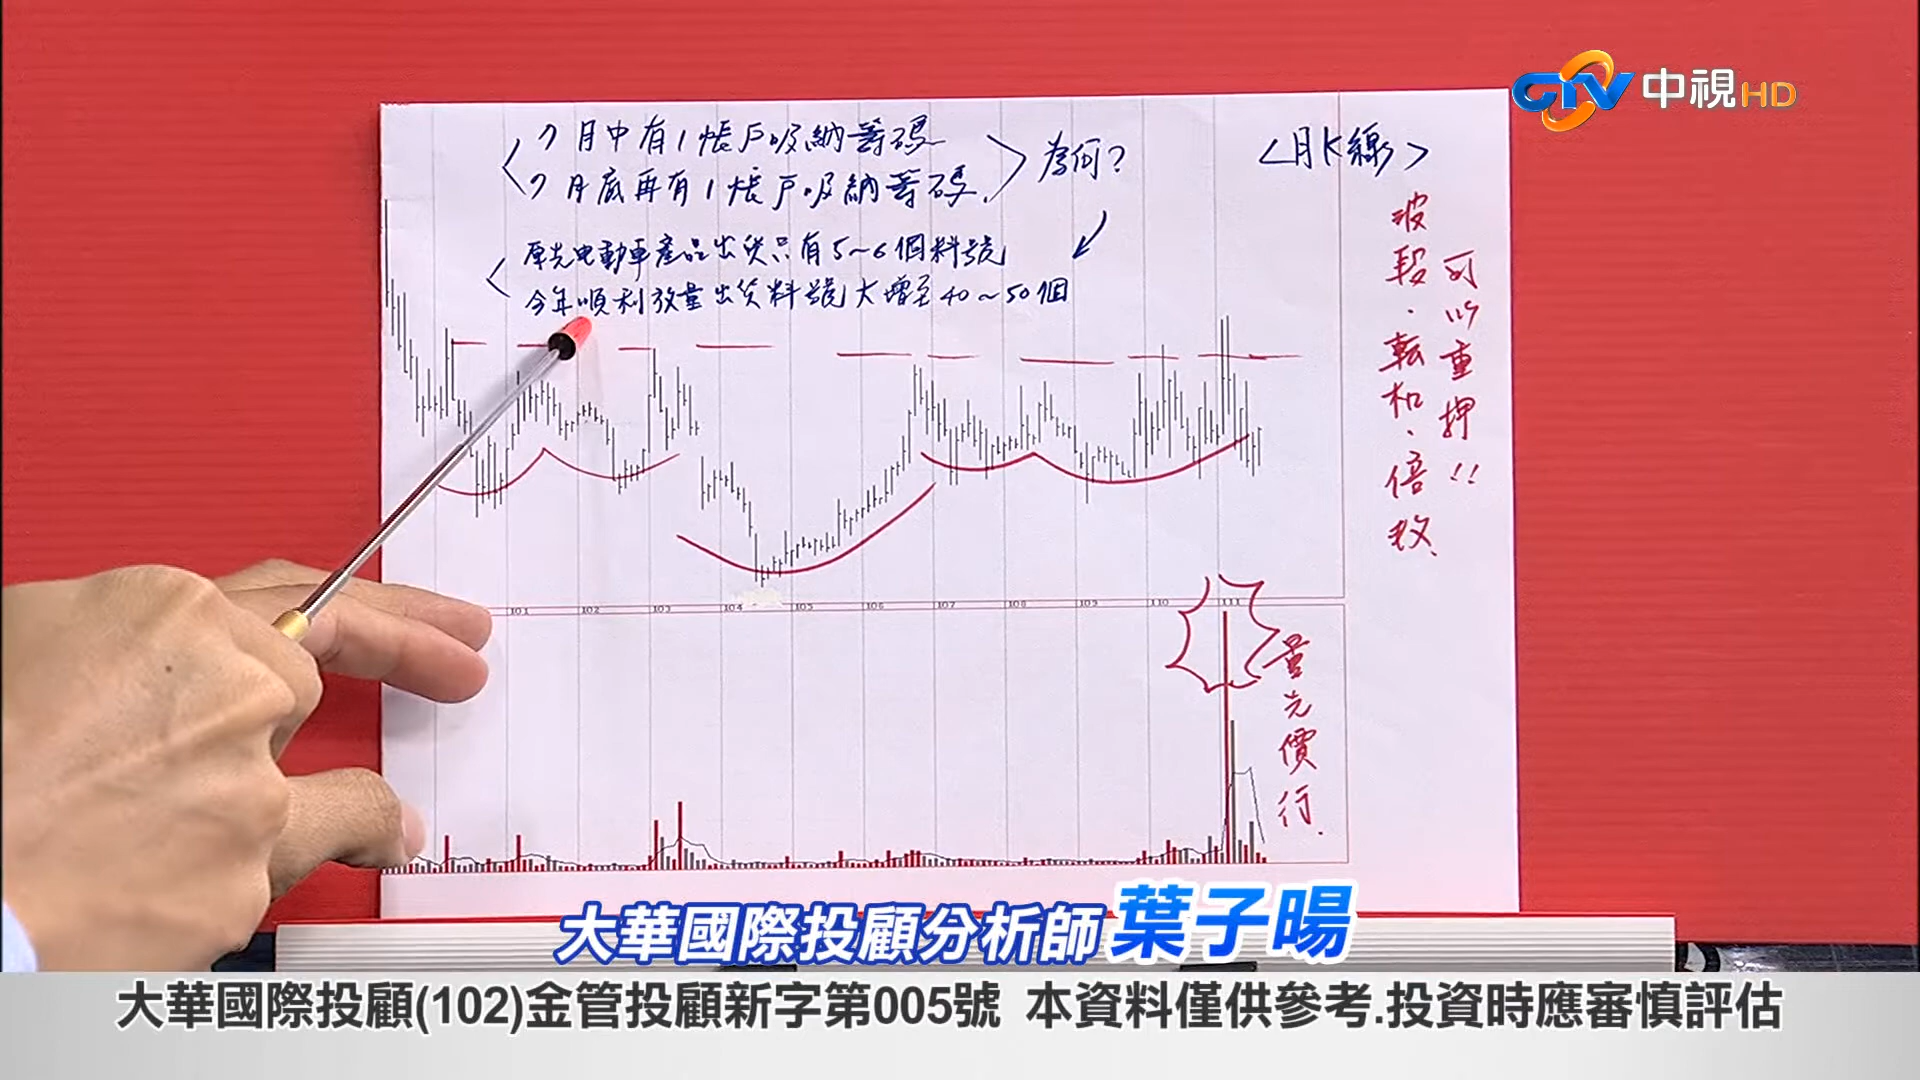 CTV 中視HD
7月中有1帳戶吸納籌碼
7月底再有1帳戶吸納籌碼.
為何?
<月K線>
原先電動車產品出貨只有5~6個料號
今年順利放量出貨料號大增至40~50個
波段.轉機.倍數.
可以重押!!
101 102 103 104 105 106 107 108 109 110 111
量先價行.
大華國際投顧分析師 葉子暘
大華國際投顧(102)金管投顧新字第005號 本資料僅供參考.投資時應審慎評估